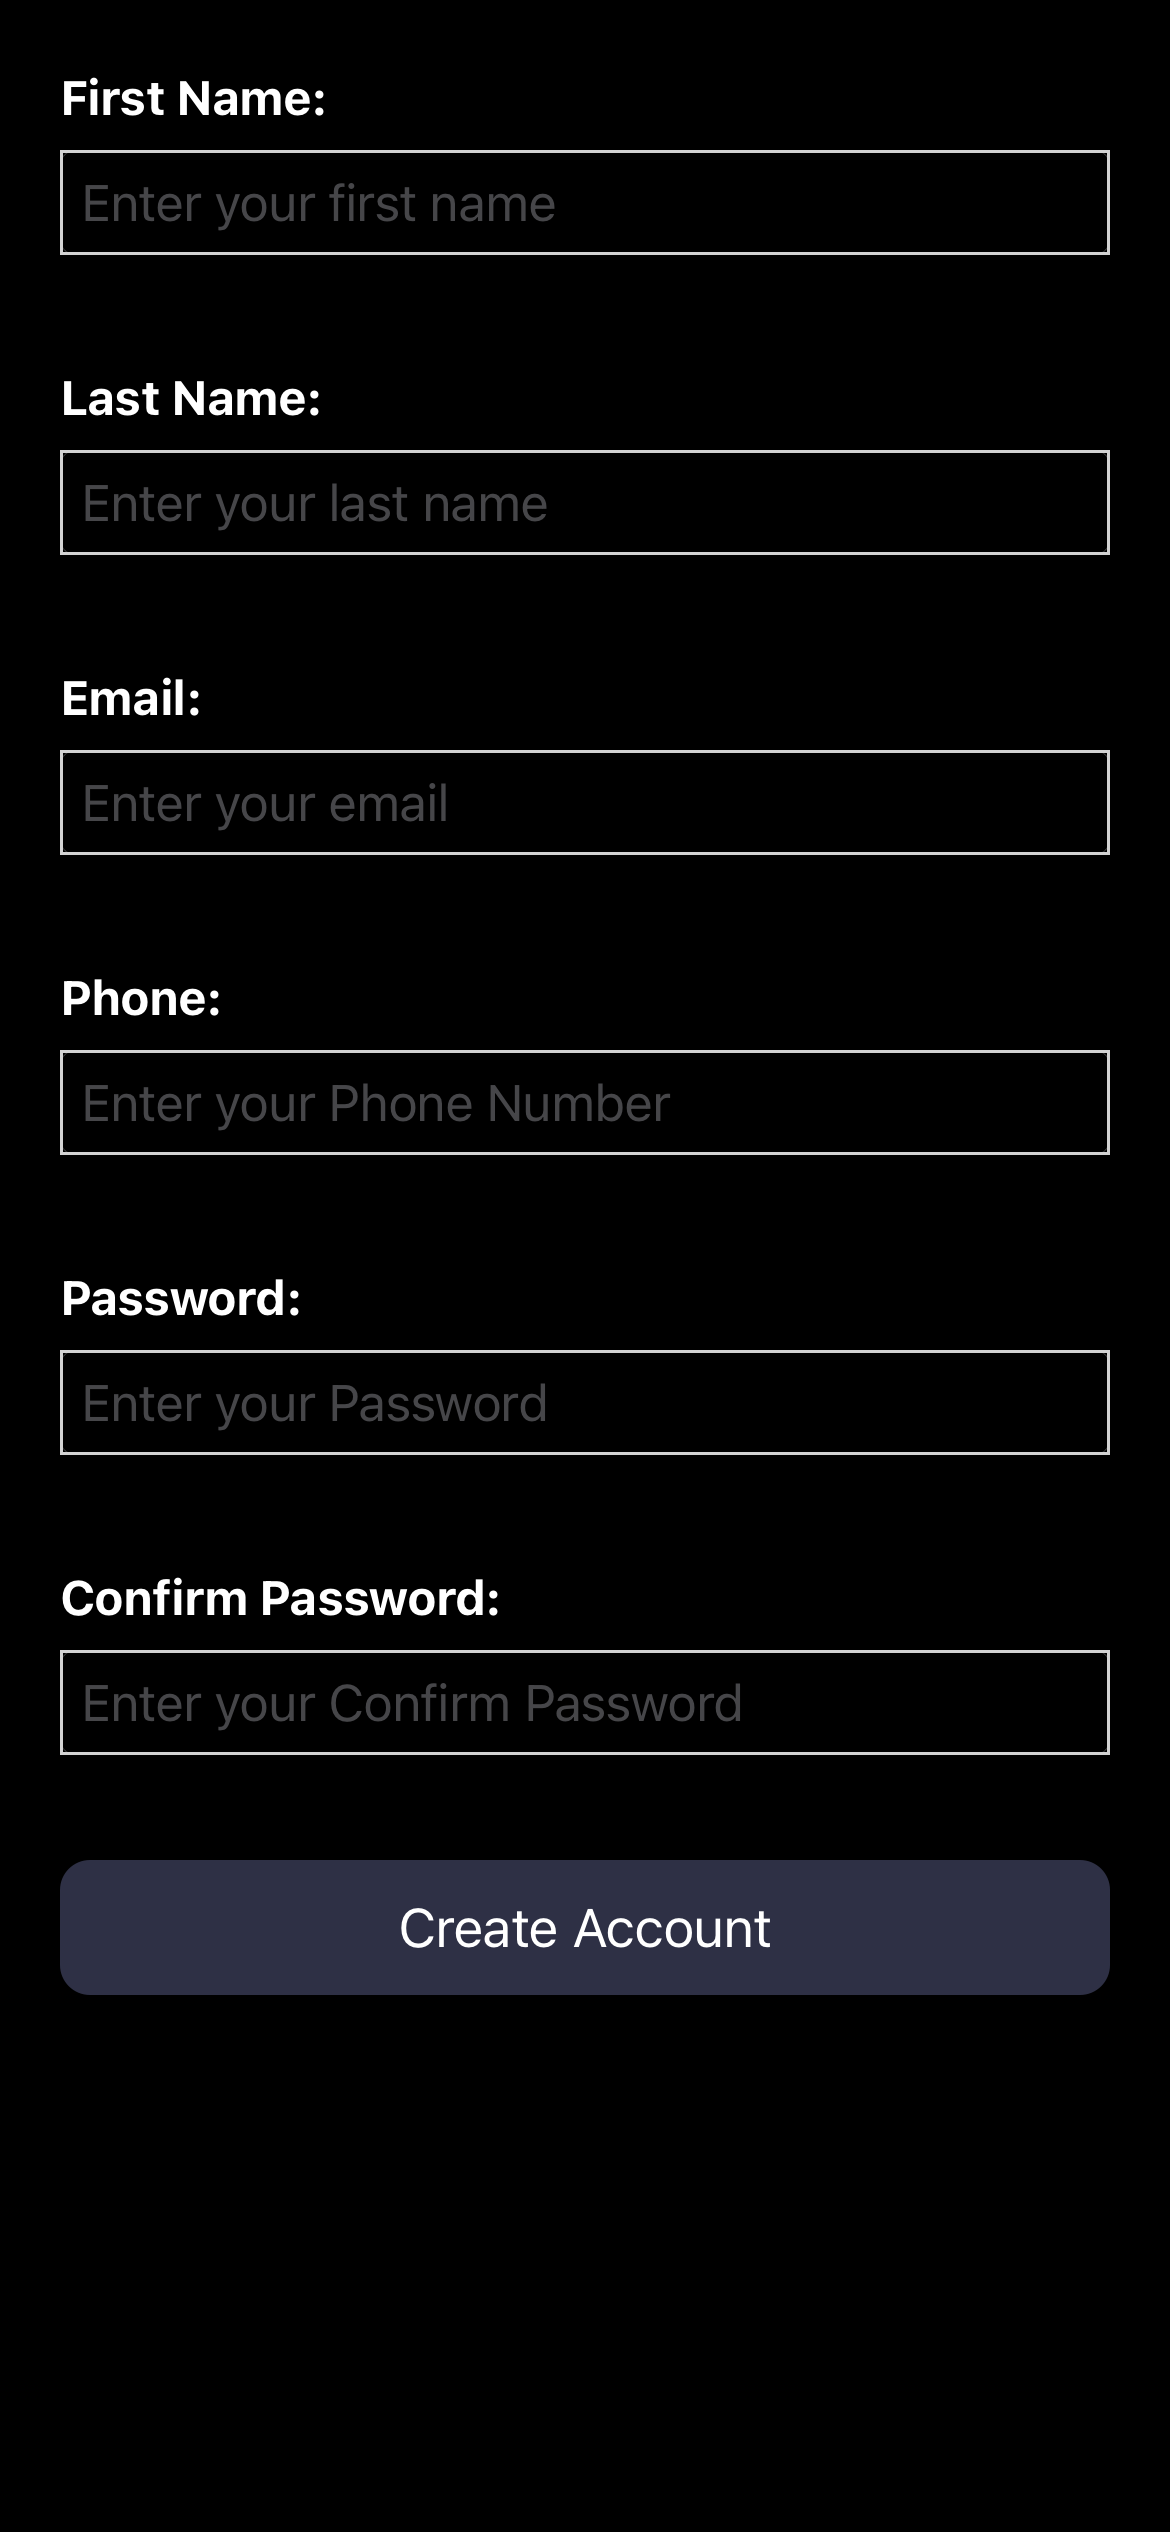 First Name:
Enter your first name
Last Name:
Enter your last name
Email:
Enter your email
Phone:
Enter your Phone Number
Password:
Enter your Password
Confirm Password:
Enter your Confirm Password
Create Account